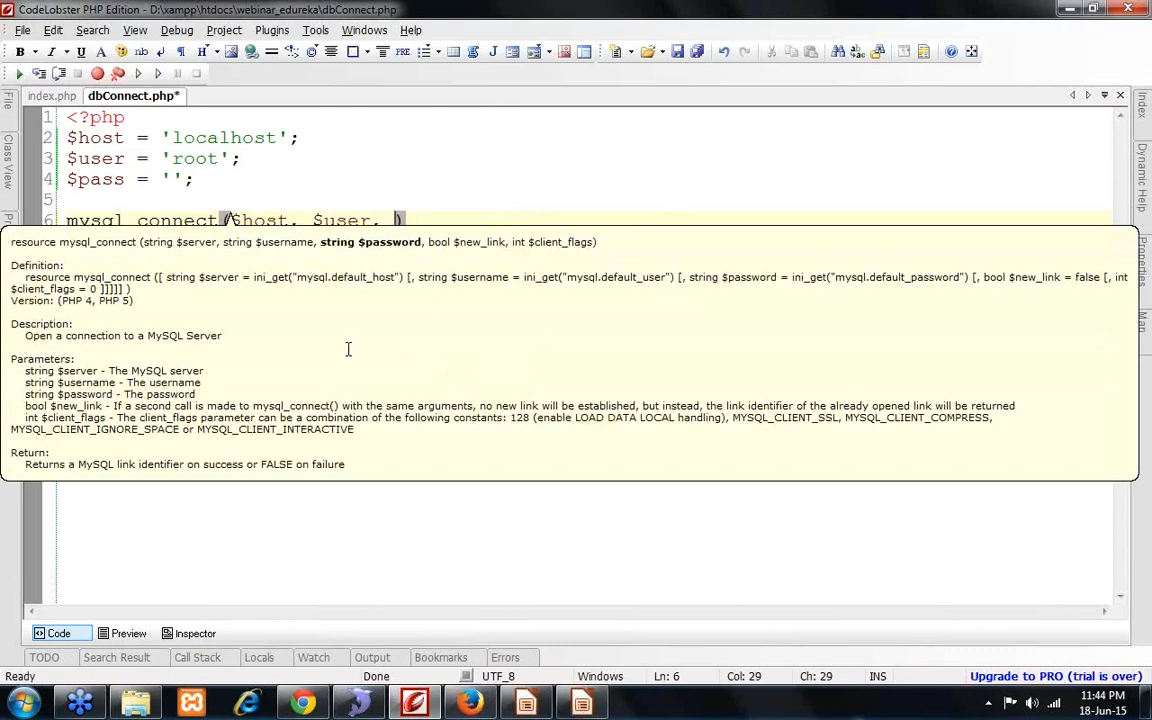 CodeLobster PHP Edition - D:\xampp\htdocs\webinar_edureka\dbConnect.php*
File Edit Search View Debug Project Plugins Tools Windows Help
index.php dbConnect.php*
1 <?php
2 $host = 'localhost';
3 $user = 'root';
4 $pass = '';
5
6 mysql_connect($host, $user, )
resource mysql_connect (string $server, string $username, string $password, bool $new_link, int $client_flags)
Definition:
resource mysql_connect ([ string $server = ini_get("mysql.default_host") [, string $username = ini_get("mysql.default_user") [, string $password = ini_get("mysql.default_password") [, bool $new_link = false [, int
$client_flags = 0 ]]]]] )
Version: (PHP 4, PHP 5)
Description:
Open a connection to a MySQL Server
Parameters:
string $server - The MySQL server
string $username - The username
string $password - The password
bool $new_link - If a second call is made to mysql_connect() with the same arguments, no new link will be established, but instead, the link identifier of the already opened link will be returned
int $client_flags - The client_flags parameter can be a combination of the following constants: 128 (enable LOAD DATA LOCAL handling), MYSQL_CLIENT_SSL, MYSQL_CLIENT_COMPRESS,
MYSQL_CLIENT_IGNORE_SPACE or MYSQL_CLIENT_INTERACTIVE
Return:
Returns a MySQL link identifier on success or FALSE on failure
File
Class View
Index
Dynamic Help
Properties
Man
Code Preview Inspector
TODO Search Result Call Stack Locals Watch Output Bookmarks Errors
Ready Done UTF_8 Windows Ln: 6 Col: 29 Ch: 29 INS Upgrade to PRO (trial is over)
11:44 PM
18-Jun-15